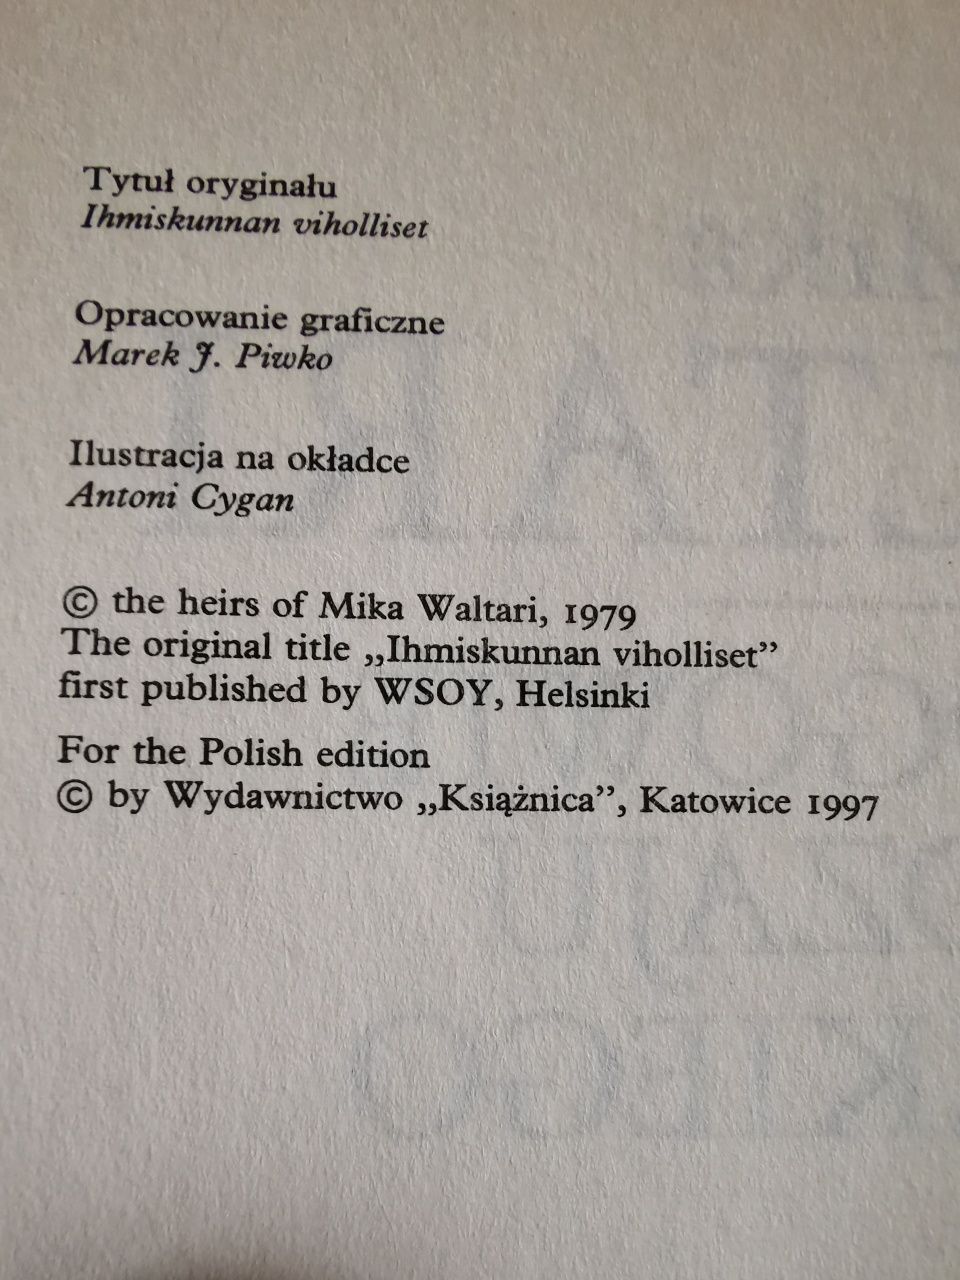 Tytuł oryginału
Ihmiskunnan viholliset
Opracowanie graficzne
Marek J. Piwko
Ilustracja na okładce
Antoni Cygan
© the heirs of Mika Waltari, 1979
The original title „Ihmiskunnan viholliset”
first published by WSOY, Helsinki
For the Polish edition
© by Wydawnictwo „Książnica”, Katowice 1997